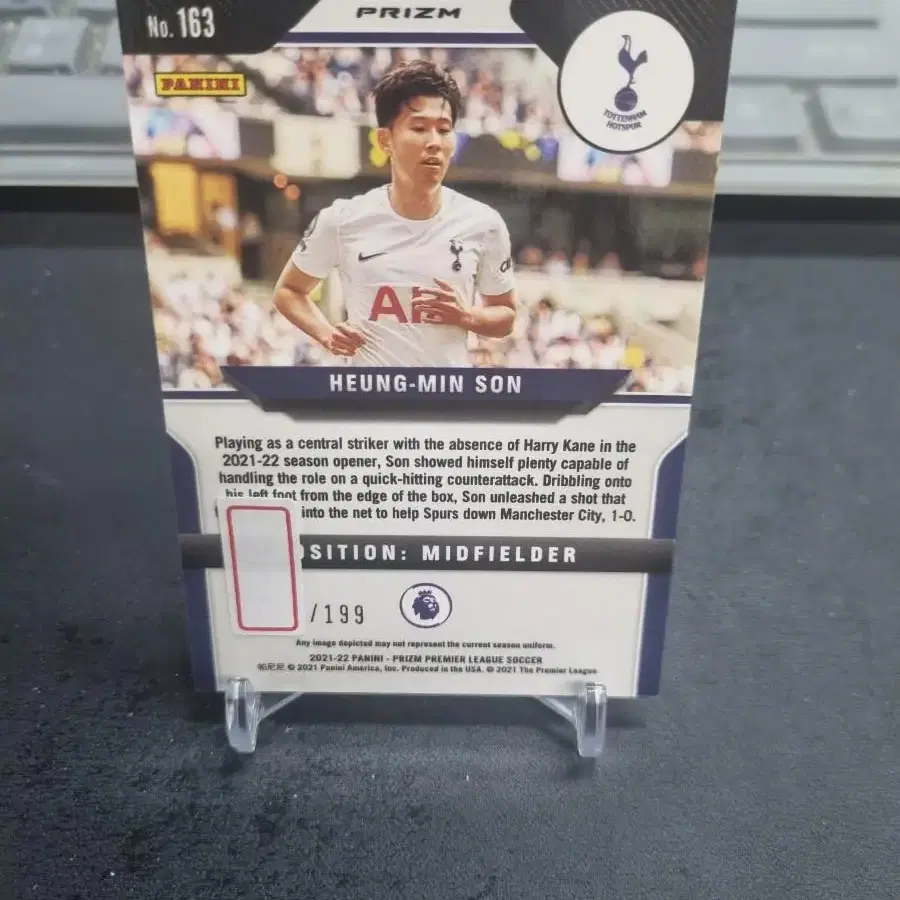 No. 163
PRIZM
PANINI
TOTTENHAM
HOTSPUR
A
HEUNG-MIN SON
Playing as a central striker with the absence of Harry Kane in the
2021-22 season opener, Son showed himself plenty capable of
handling the role on a quick-hitting counterattack. Dribbling onto
his left foot from the edge of the box, Son unleashed a shot that
into the net to help Spurs down Manchester City, 1-0.
OSITION: MIDFIELDER
/199
Any image depicted may not represent the current season uniform.
2021-22 PANINI - PRIZM PREMIER LEAGUE SOCCER
帕尼尼 © 2021 Panini America, Inc. Produced in the USA. © 2021 The Premier League